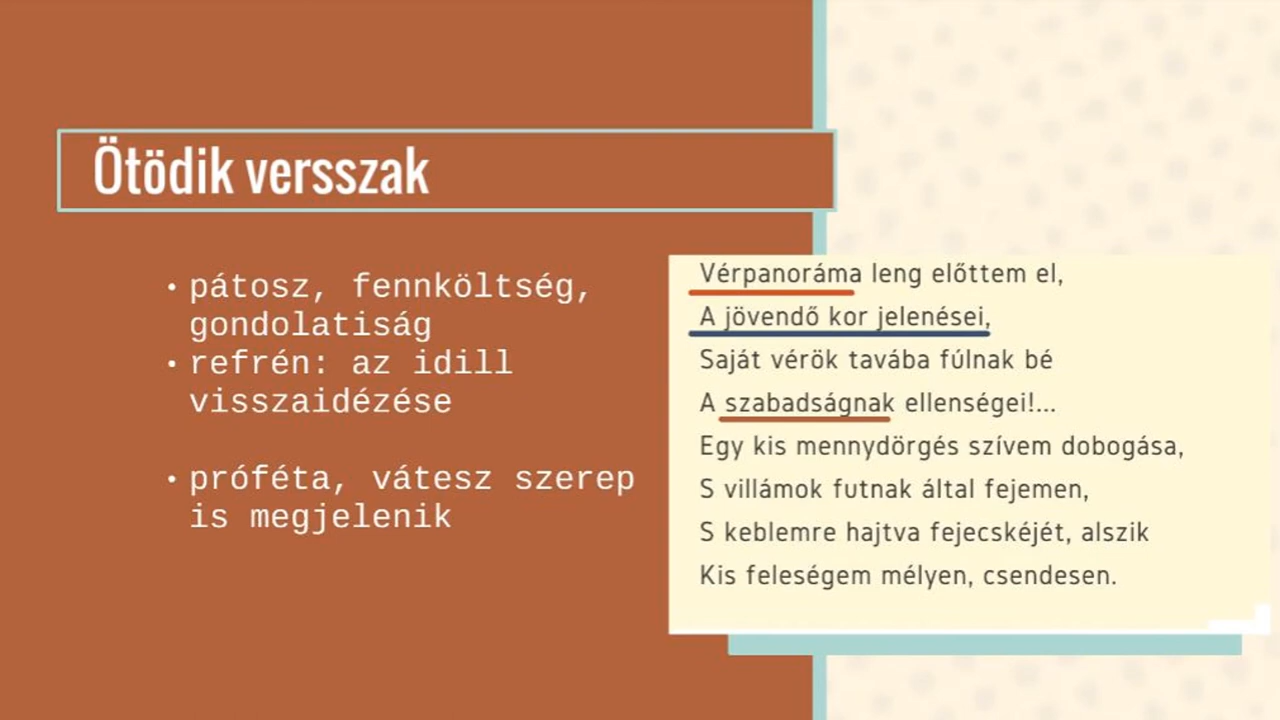 Ötödik versszak
• pátosz, fennköltség,
gondolatiság
• refrén: az idill
visszaidézése
• próféta, vátesz szerep
is megjelenik
Vérpanoráma leng előttem el,
A jövendő kor jelenései,
Saját vérök tavába fúlnak bé
A szabadságnak ellenségei!...
Egy kis mennydörgés szívem dobogása,
S villámok futnak által fejemen,
S keblemre hajtva fejecskéjét, alszik
Kis feleségem mélyen, csendesen.